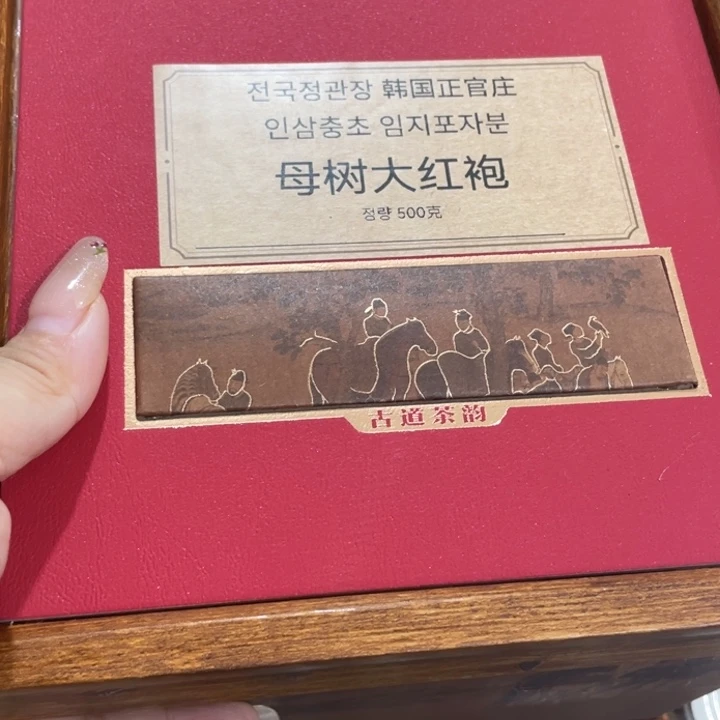 전국정관장 韩国正官庄
인삼충초 임지포자분
母树大红袍
정량 500克
古道茶韵